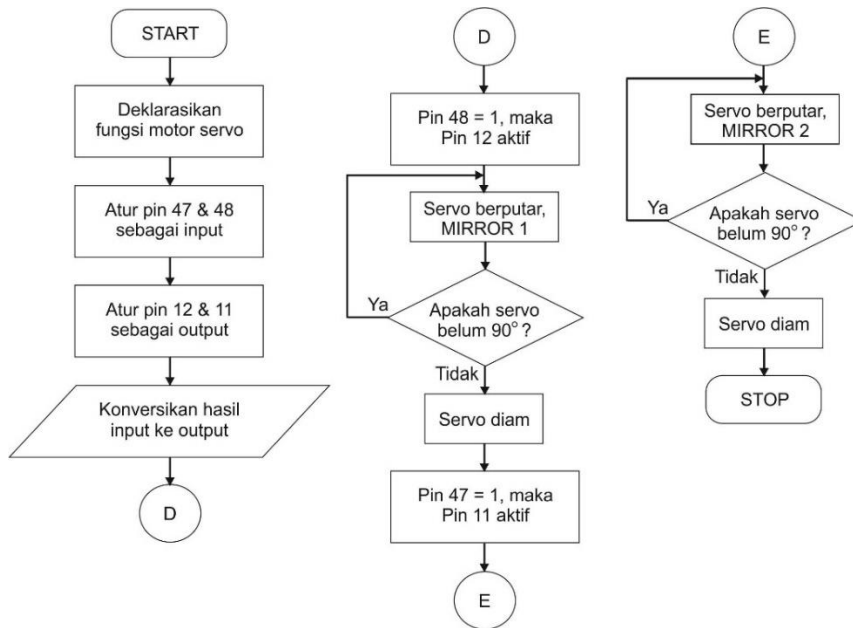 START
Deklarasikan
fungsi motor servo
Atur pin 47 & 48
sebagai input
Atur pin 12 & 11
sebagai output
Konversikan hasil
input ke output
D
D
Pin 48 = 1, maka
Pin 12 aktif
Servo berputar,
MIRROR 1
Ya
Apakah servo
belum 90°?
Tidak
Servo diam
Pin 47 = 1, maka
Pin 11 aktif
E
E
Servo berputar,
MIRROR 2
Ya
Apakah servo
belum 90°?
Tidak
Servo diam
STOP